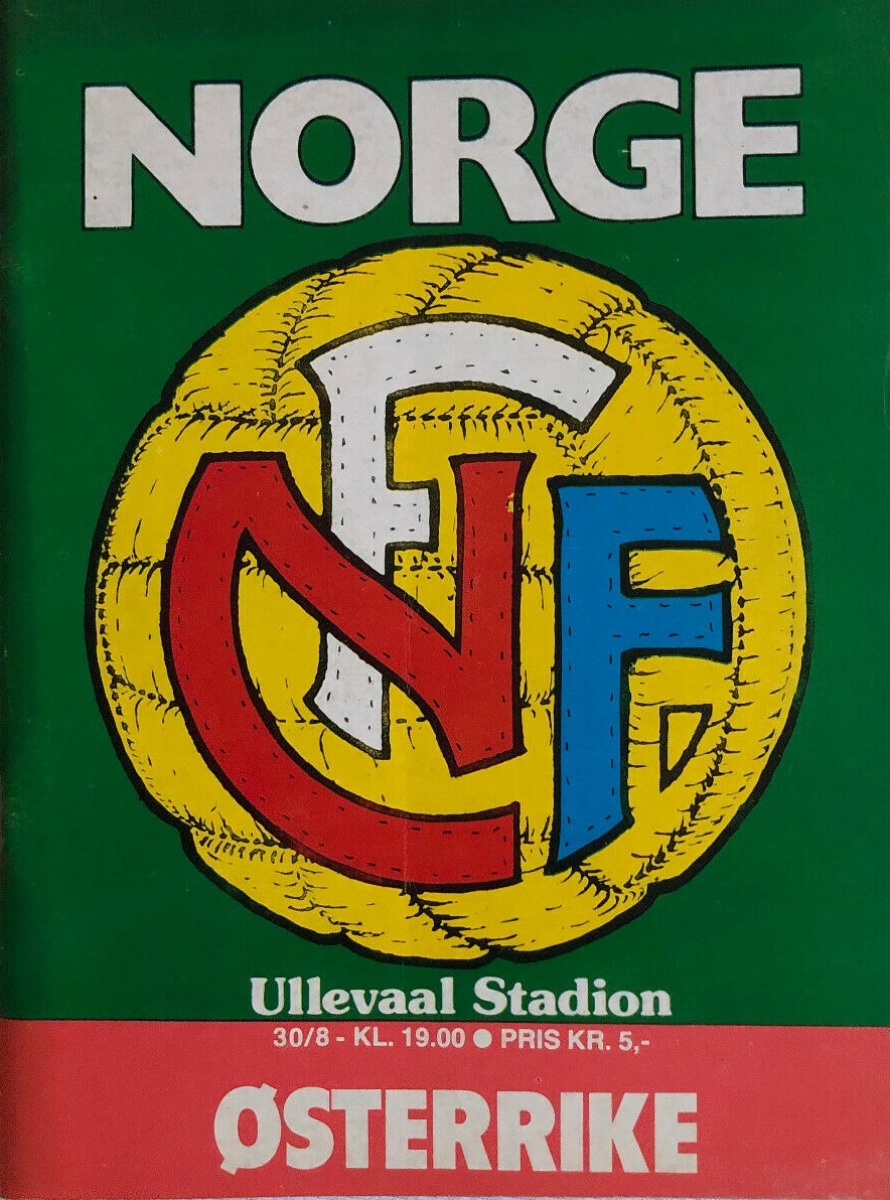 NORGE
NFF
Ullevaal Stadion
30/8 - KL. 19.00 ● PRIS KR. 5,-
ØSTERRIKE